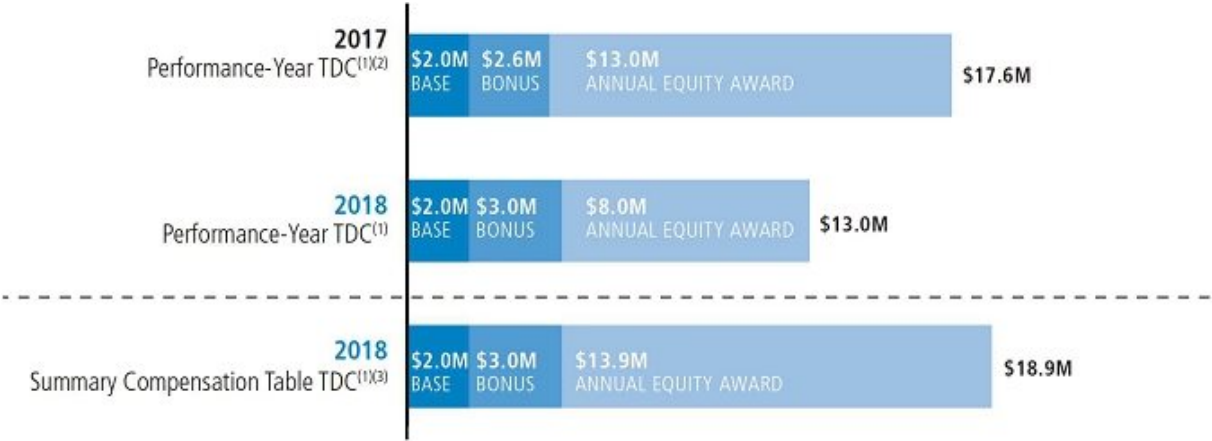 2017
Performance-Year TDC(1)(2)
$2.0M $2.6M $13.0M
BASE BONUS ANNUAL EQUITY AWARD
$17.6M
2018
Performance-Year TDC(1)
$2.0M $3.0M $8.0M
BASE BONUS ANNUAL EQUITY AWARD
$13.0M
2018
Summary Compensation Table TDC(1)(3)
$2.0M $3.0M $13.9M
BASE BONUS ANNUAL EQUITY AWARD
$18.9M